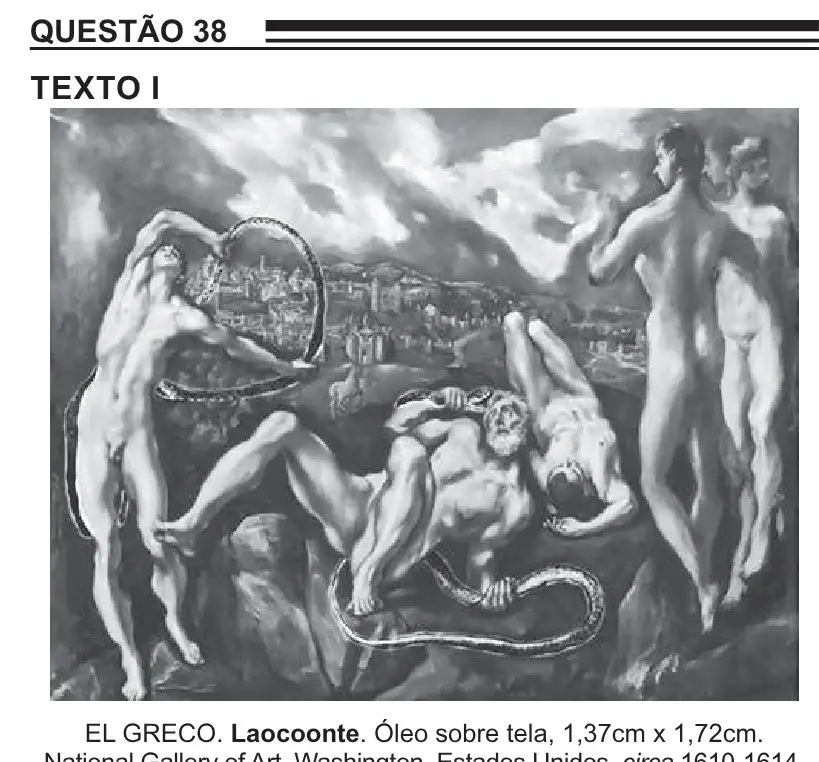 QUESTÃO 38
TEXTO I
EL GRECO. Laocoonte. Óleo sobre tela, 1,37cm x 1,72cm.
National Gallery of Art, Washington, Estados Unidos, circa 1610-1614.